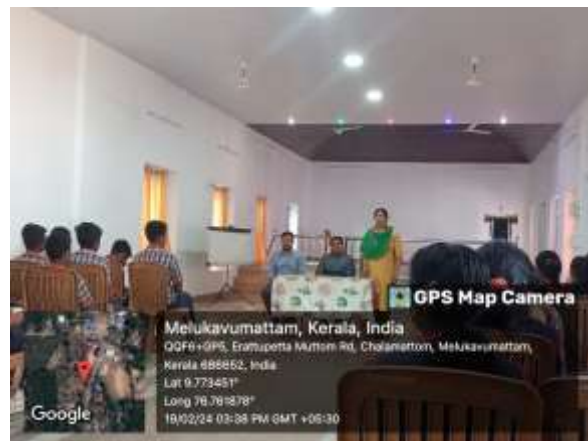 GPS Map Camera
Melukavumattam, Kerala, India
QQF6+GP5, Erattupetta Muttom Rd, Chalamattom, Melukavumattam,
Kerala 686652, India
Lat 9.773451°
Long 76.761878°
19/02/24 03:38 PM GMT +05:30
Google